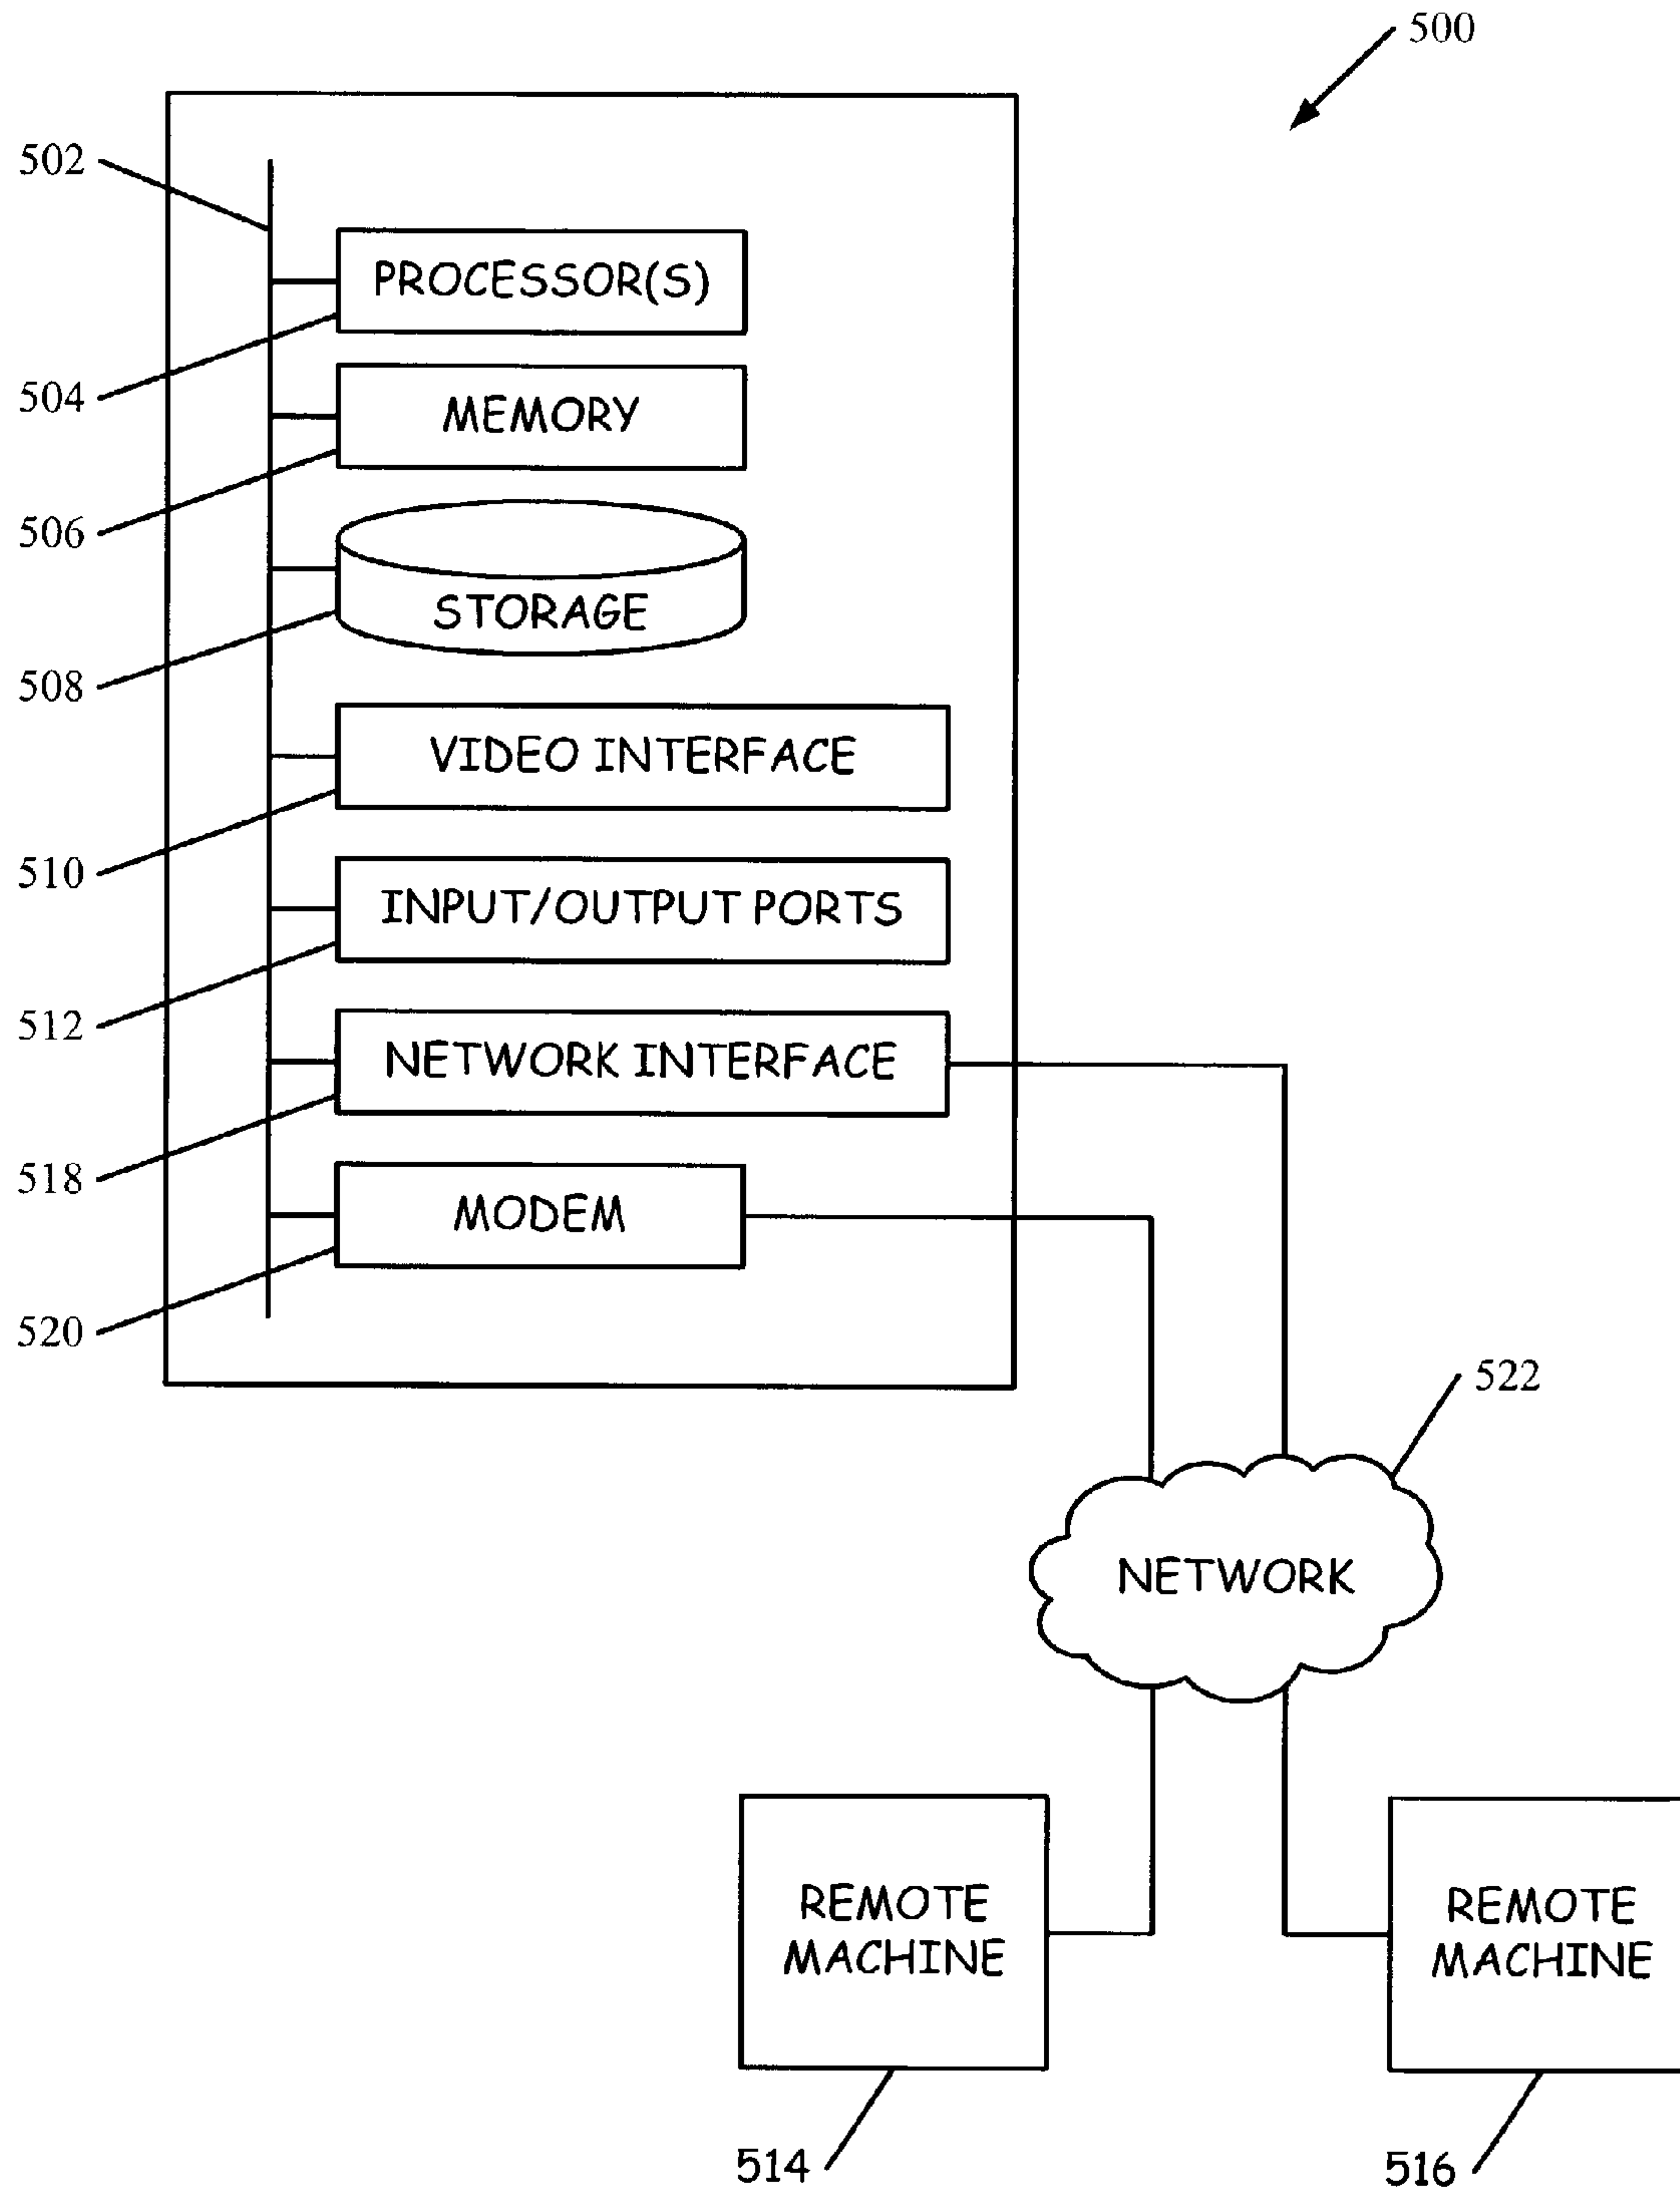 500
502
PROCESSOR(S)
504
MEMORY
506
STORAGE
508
VIDEO INTERFACE
510
INPUT/OUTPUT PORTS
512
NETWORK INTERFACE
518
MODEM
520
522
NETWORK
REMOTE
MACHINE
REMOTE
MACHINE
514
516